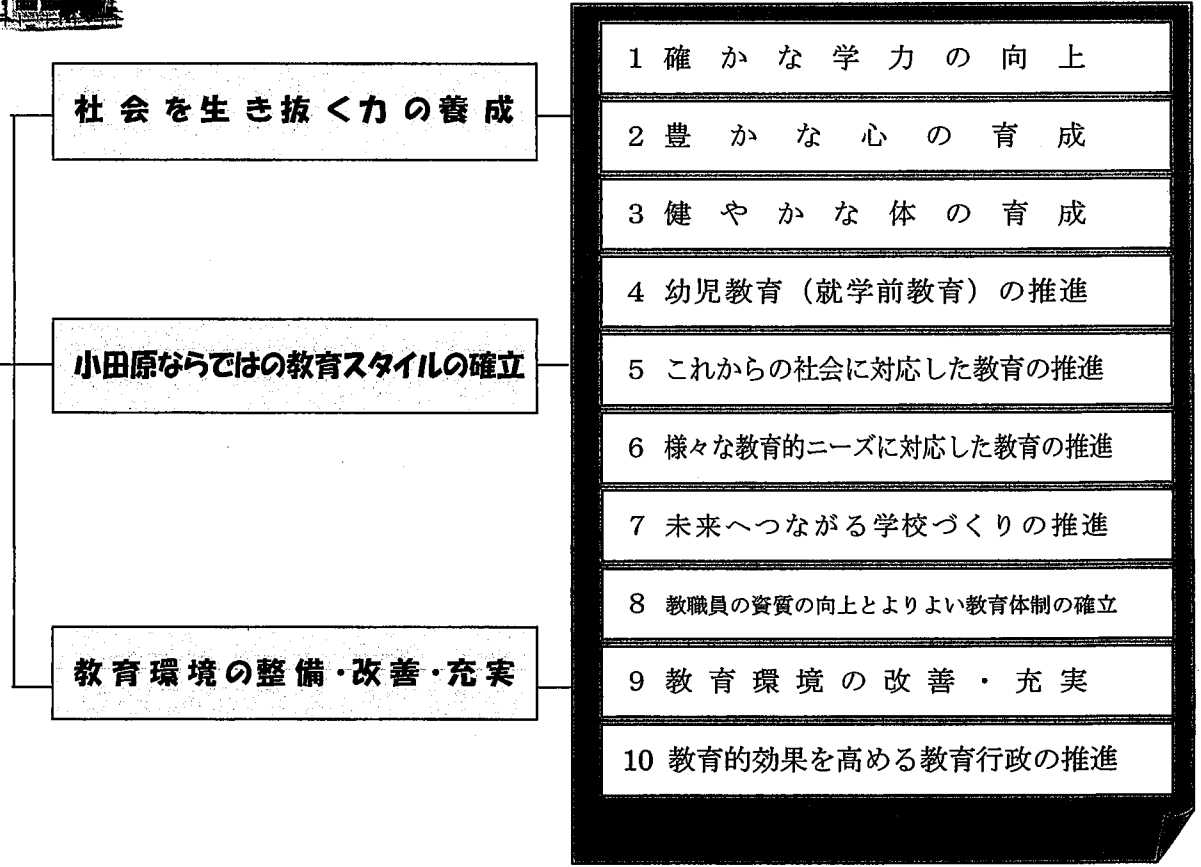 社会を生き抜く力の養成
小田原ならではの教育スタイルの確立
教育環境の整備・改善・充実
1 確かな学力の向上
2 豊かな心の育成
3 健やかな体の育成
4 幼児教育（就学前教育）の推進
5 これからの社会に対応した教育の推進
6 様々な教育的ニーズに対応した教育の推進
7 未来へつながる学校づくりの推進
8 教職員の資質の向上とよりよい教育体制の確立
9 教育環境の改善・充実
10 教育的効果を高める教育行政の推進